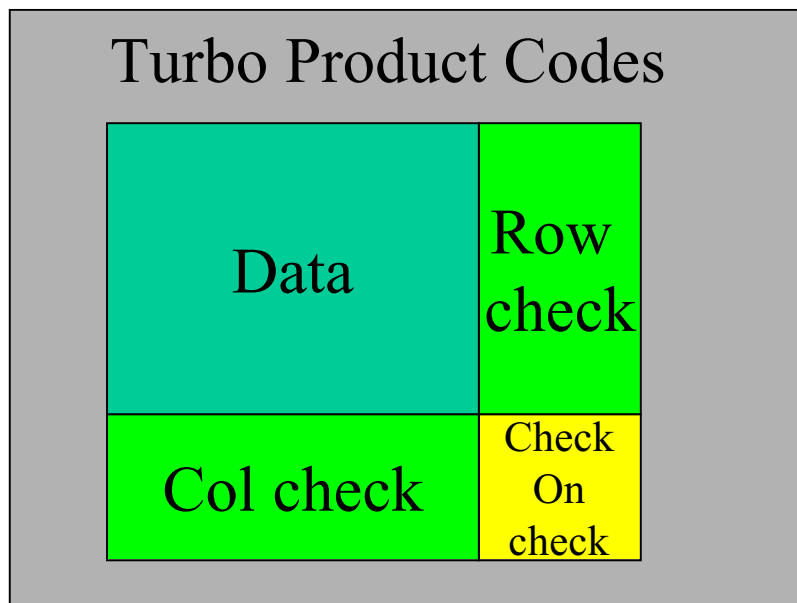 Turbo Product Codes
Data
Row
check
Col check
Check
On
check